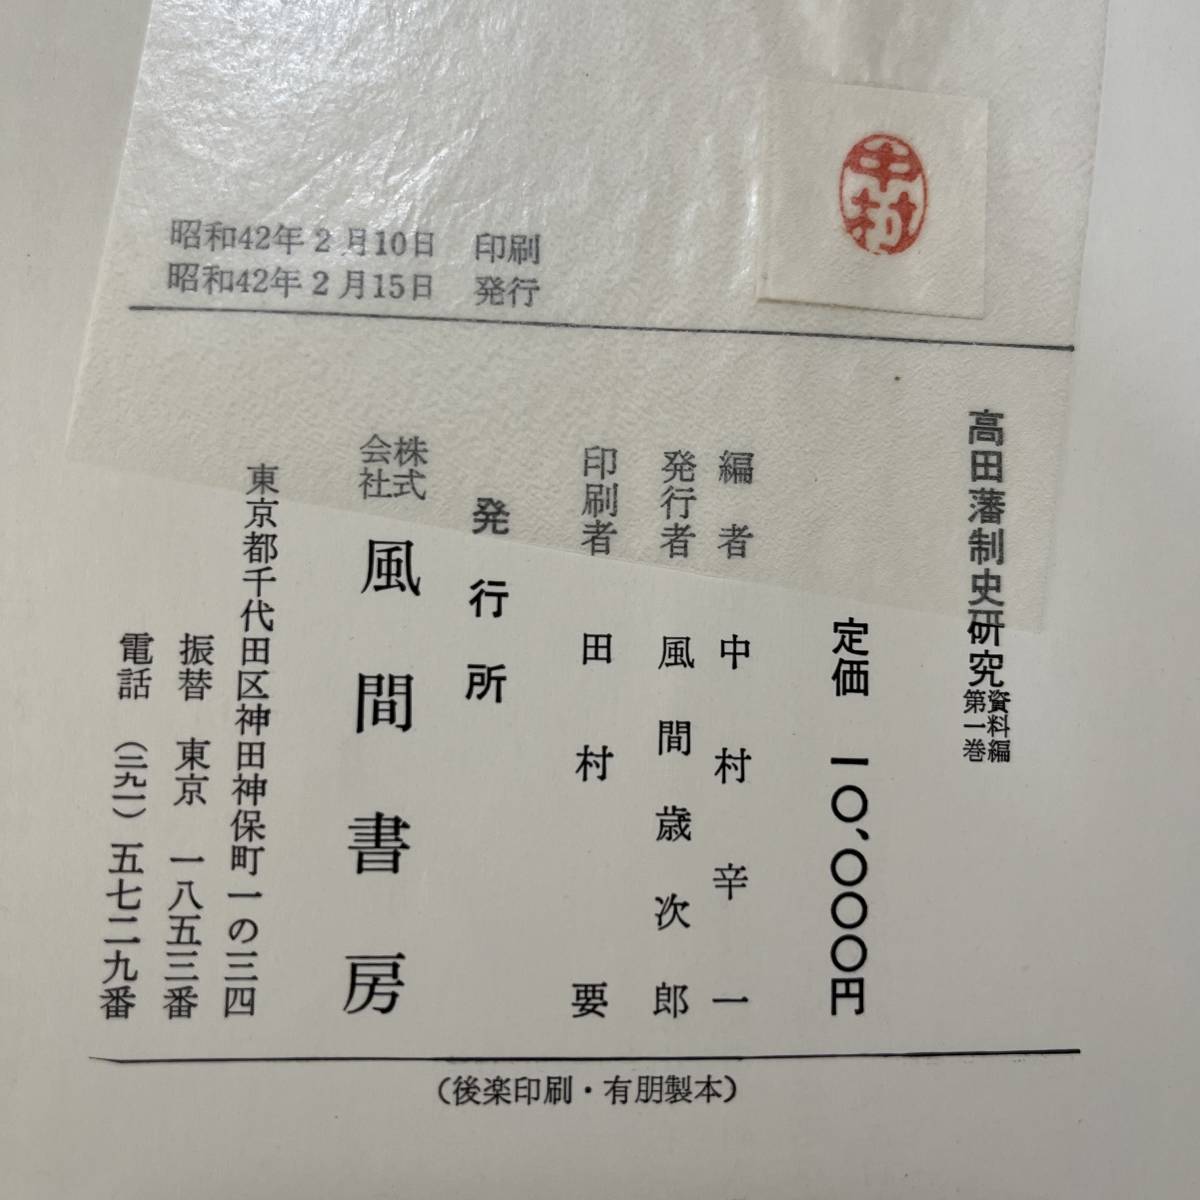 中村
昭和42年2月10日 印刷
昭和42年2月15日 発行
高田藩制史研究 資料編 第一巻
定価 一〇、〇〇〇円
編者 中村辛一
発行者 風間歳次郎
印刷者 田村要
発行所
株式会社 風間書房
東京都千代田区神田神保町一の三四
振替 東京 一八五三番
電話 (二九一) 五七二九番
(後楽印刷・有朋製本)